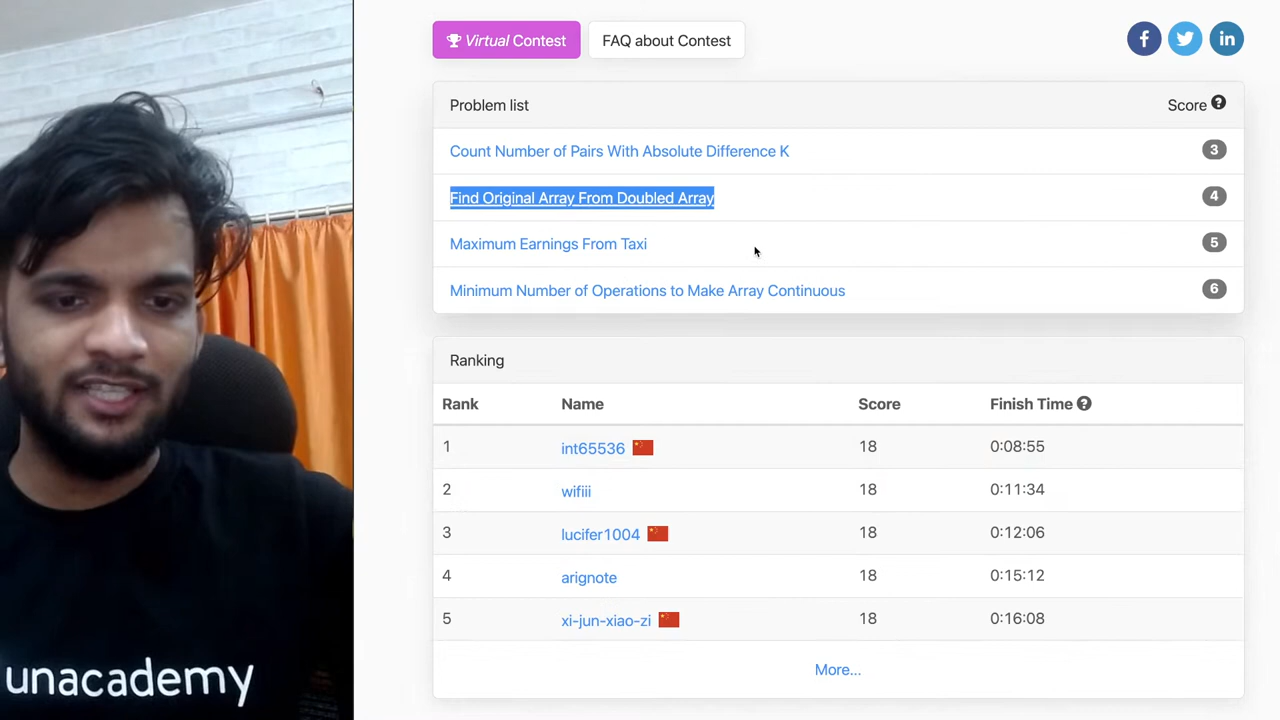 Virtual Contest
FAQ about Contest
Problem list
Score
Count Number of Pairs With Absolute Difference K
3
Find Original Array From Doubled Array
4
Maximum Earnings From Taxi
5
Minimum Number of Operations to Make Array Continuous
6
Ranking
Rank Name Score Finish Time
1 int65536 18 0:08:55
2 wifiii 18 0:11:34
3 lucifer1004 18 0:12:06
4 arignote 18 0:15:12
5 xi-jun-xiao-zi 18 0:16:08
More...
unacademy